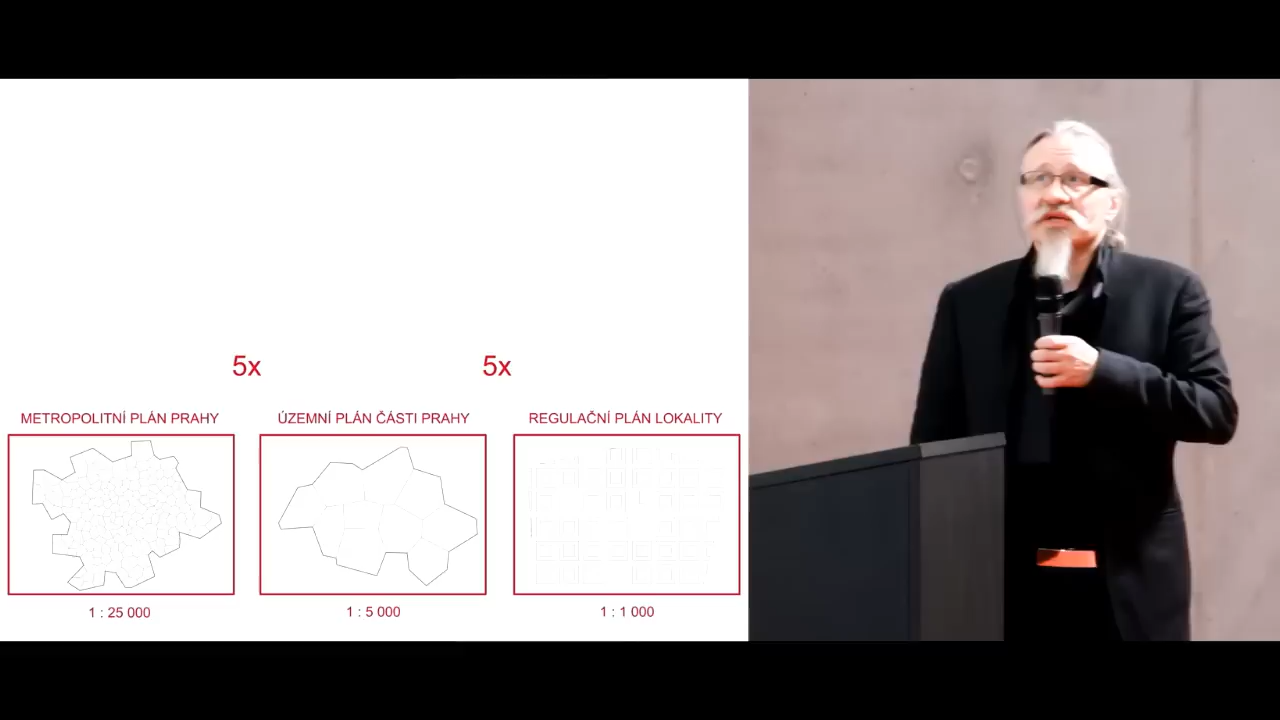 5x 5x
METROPOLITNÍ PLÁN PRAHY ÚZEMNÍ PLÁN ČÁSTI PRAHY REGULAČNÍ PLÁN LOKALITY
1 : 25 000 1 : 5 000 1 : 1 000